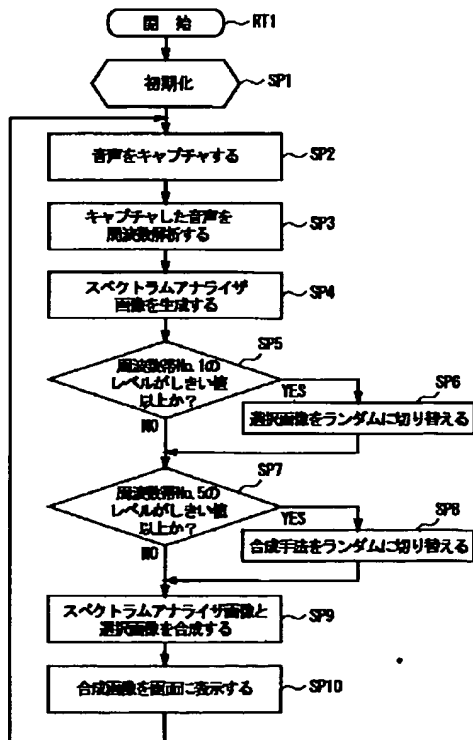 開始
RT1
初期化
SP1
音声をキャプチャする
SP2
キャプチャした音声を
周波数解析する
SP3
スペクトラムアナライザ
画像を生成する
SP4
周波数帯No.1の
レベルがしきい値
以上か？
SP5
YES
NO
選択画像をランダムに切り替える
SP6
周波数帯No.5の
レベルがしきい値
以上か？
SP7
YES
NO
合成手法をランダムに切り替える
SP8
スペクトラムアナライザ画像と
選択画像を合成する
SP9
合成画像を画面に表示する
SP10